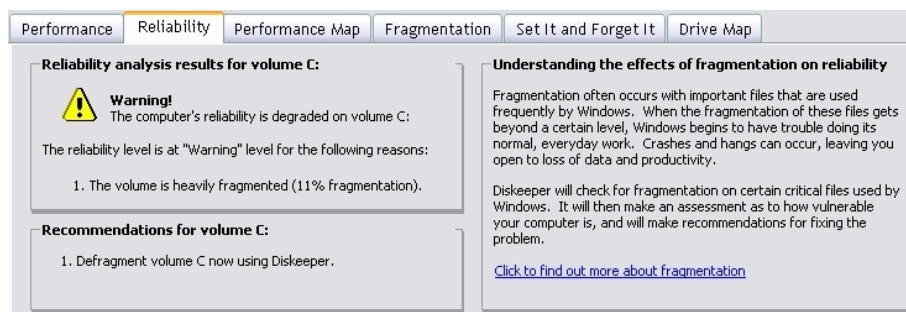 Performance
Reliability
Performance Map
Fragmentation
Set It and Forget It
Drive Map
Reliability analysis results for volume C:
Warning!
The computer's reliability is degraded on volume C:
The reliability level is at "Warning" level for the following reasons:
1. The volume is heavily fragmented (11% fragmentation).
Recommendations for volume C:
1. Defragment volume C now using Diskeeper.
Understanding the effects of fragmentation on reliability
Fragmentation often occurs with important files that are used
frequently by Windows. When the fragmentation of these files gets
beyond a certain level, Windows begins to have trouble doing its
normal, everyday work. Crashes and hangs can occur, leaving you
open to loss of data and productivity.
Diskeeper will check for fragmentation on certain critical files used by
Windows. It will then make an assessment as to how vulnerable
your computer is, and will make recommendations for fixing the
problem.
Click to find out more about fragmentation